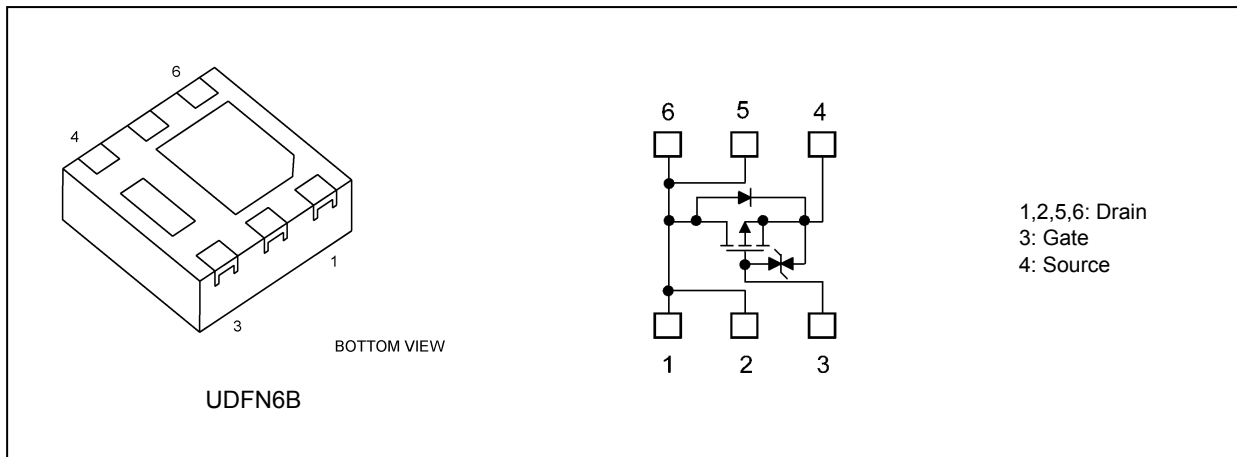 6
4
1
3
BOTTOM VIEW
UDFN6B
6 5 4
1 2 3
1,2,5,6: Drain
3: Gate
4: Source